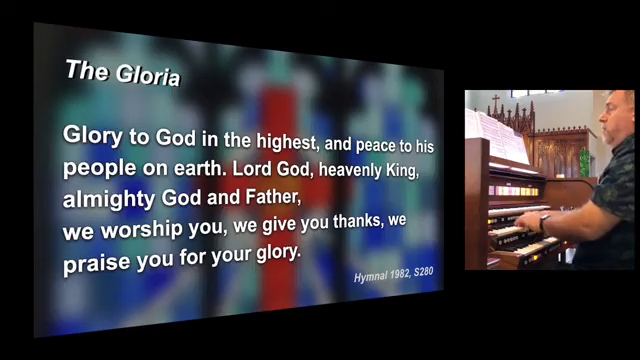 The Gloria
Glory to God in the highest, and peace to his
people on earth. Lord God, heavenly King,
almighty God and Father,
we worship you, we give you thanks, we
praise you for your glory.
Hymnal 1982, S280